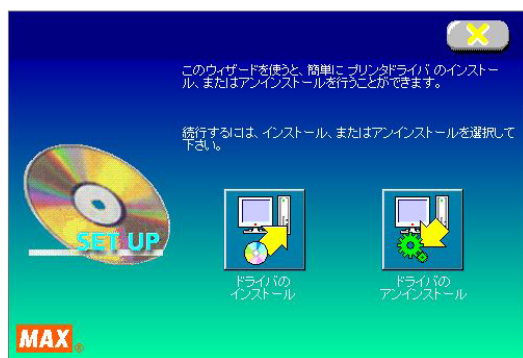 このウィザードを使うと、簡単に プリンタドライバ のインストー
ル、またはアンインストールを行うことができます。
続行するには、インストール、またはアンインストールを選択して
下さい。
SET UP
ドライバの
インストール
ドライバの
アンインストール
MAX®